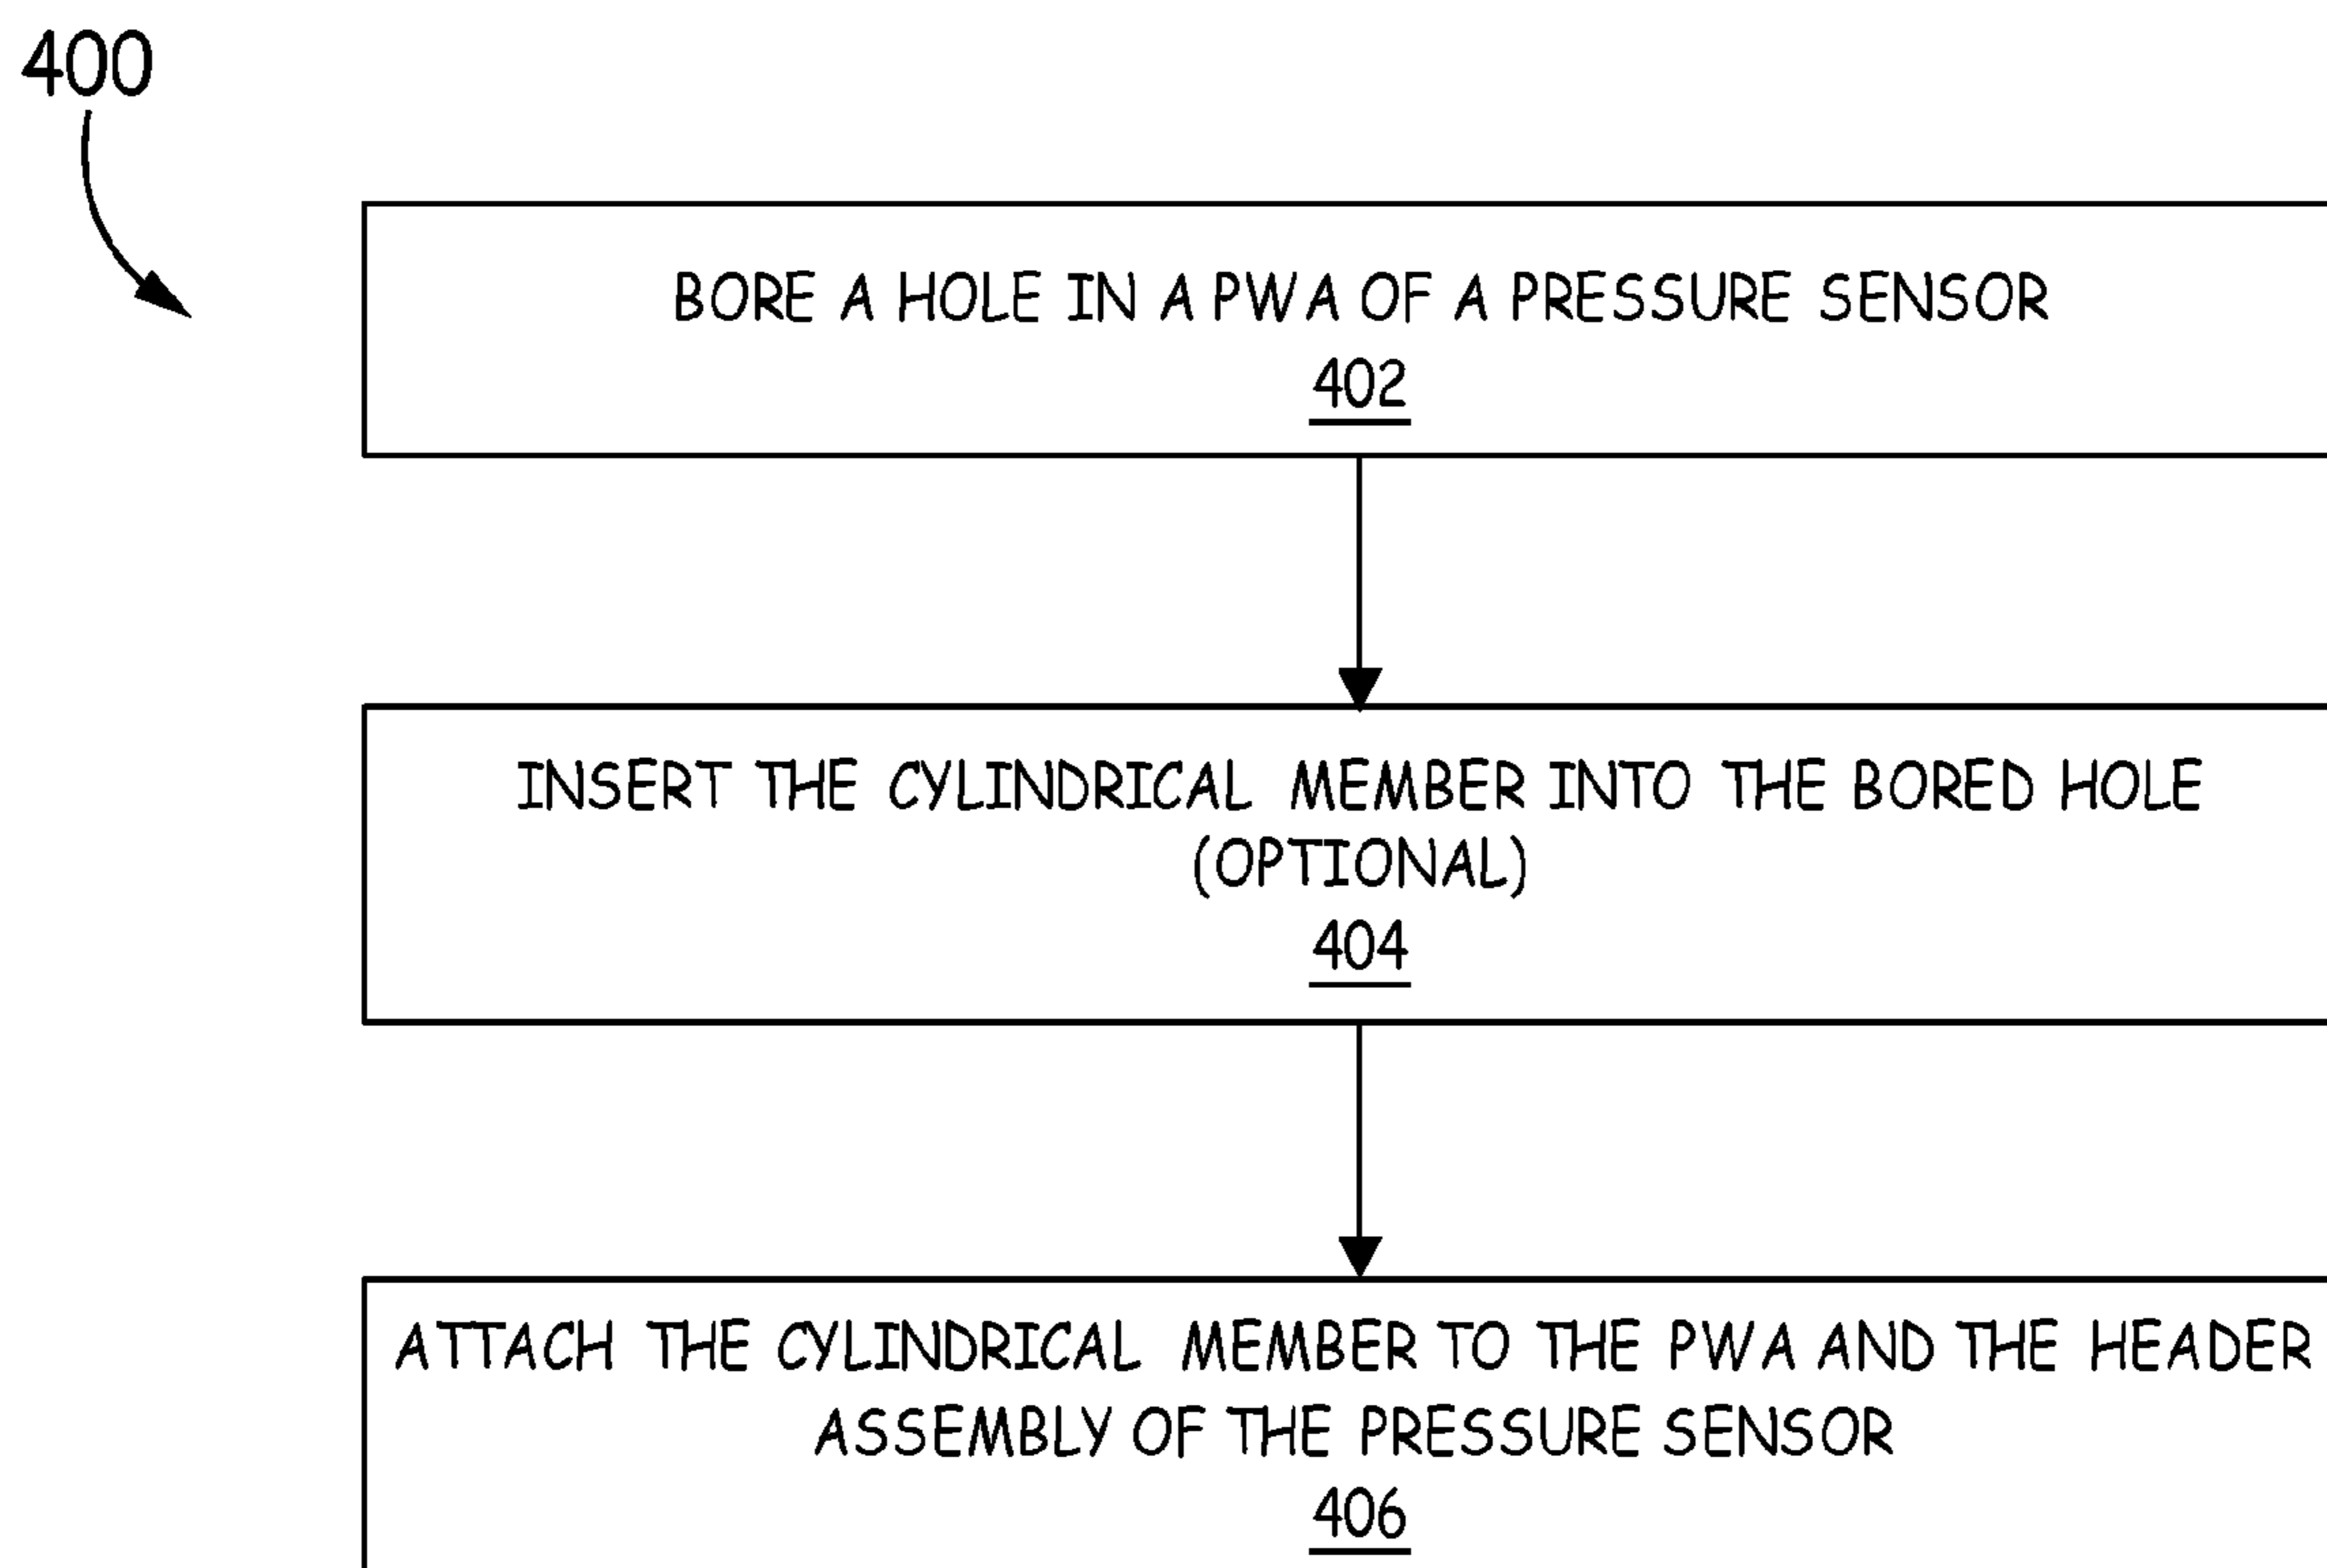 400
BORE A HOLE IN A PWA OF A PRESSURE SENSOR
402
INSERT THE CYLINDRICAL MEMBER INTO THE BORED HOLE
(OPTIONAL)
404
ATTACH THE CYLINDRICAL MEMBER TO THE PWA AND THE HEADER
ASSEMBLY OF THE PRESSURE SENSOR
406